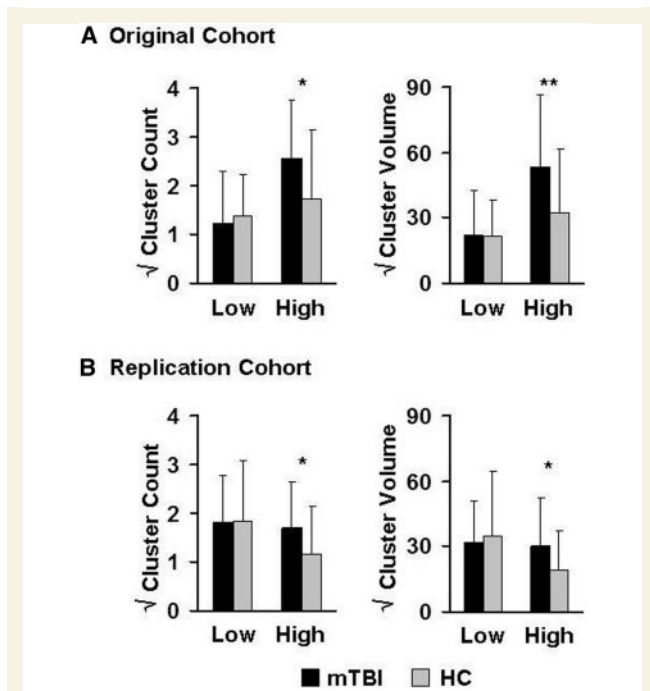 A Original Cohort
√ Cluster Count
4
3
2
1
0
*
Low High
√ Cluster Volume
90
60
30
0
**
Low High
B Replication Cohort
√ Cluster Count
4
3
2
1
0
*
Low High
√ Cluster Volume
90
60
30
0
*
Low High
mTBI HC